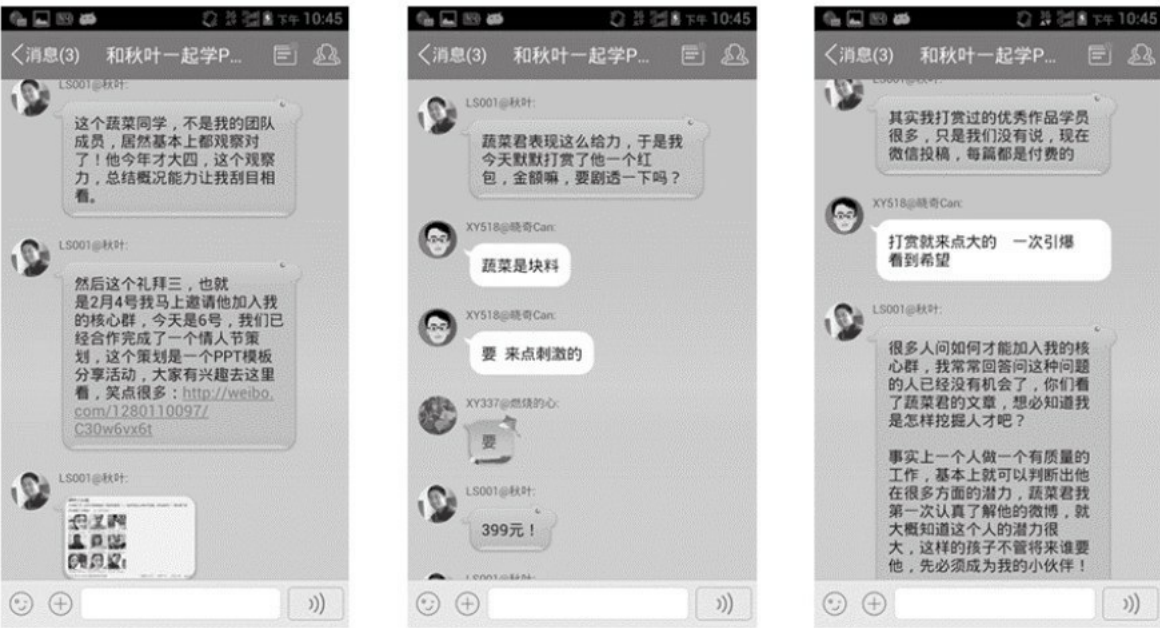 下午 10:45
消息(3) 和秋叶一起学P...
LS001@秋叶:
这个蔬菜同学，不是我的团队
成员，居然基本上都观察对
了！他今年才大四，这个观察
力，总结概况能力让我刮目相
看。
LS001@秋叶:
然后这个礼拜三，也就
是2月4号我马上邀请他加入我
的核心群，今天是6号，我们已
经合作完成了一个情人节策
划，这个策划是一个PPT模板
分享活动，大家有兴趣去这里
看，笑点很多：http://weibo.
com/1280110097/
C30w6vx6t
LS001@秋叶:
下午 10:45
消息(3) 和秋叶一起学P...
LS001@秋叶:
蔬菜君表现这么给力，于是我
今天默默打赏了他一个红
包，金额嘛，要剧透一下吗？
XY518@晓奇Can:
蔬菜是块料
XY518@晓奇Can:
要 来点刺激的
XY337@燃烧的心:
要
LS001@秋叶:
399元！
LS001@秋叶:
下午 10:45
消息(3) 和秋叶一起学P...
LS001@秋叶:
其实我打赏过的优秀作品学员
很多，只是我们没有说，现在
微信投稿，每篇都是付费的
XY518@晓奇Can:
打赏就来点大的 一次引爆
看到希望
LS001@秋叶:
很多人问如何才能加入我的核
心群，我常常回答问这种问题
的人已经没有机会了，你们看
了蔬菜君的文章，想必知道我
是怎样挖掘人才吧？
事实上一个人做一个有质量的
工作，基本上就可以判断出他
在很多方面的潜力，蔬菜君我
第一次认真了解他的微博，就
大概知道这个人的潜力很
大，这样的孩子不管将来谁要
他，先必须成为我的小伙伴！